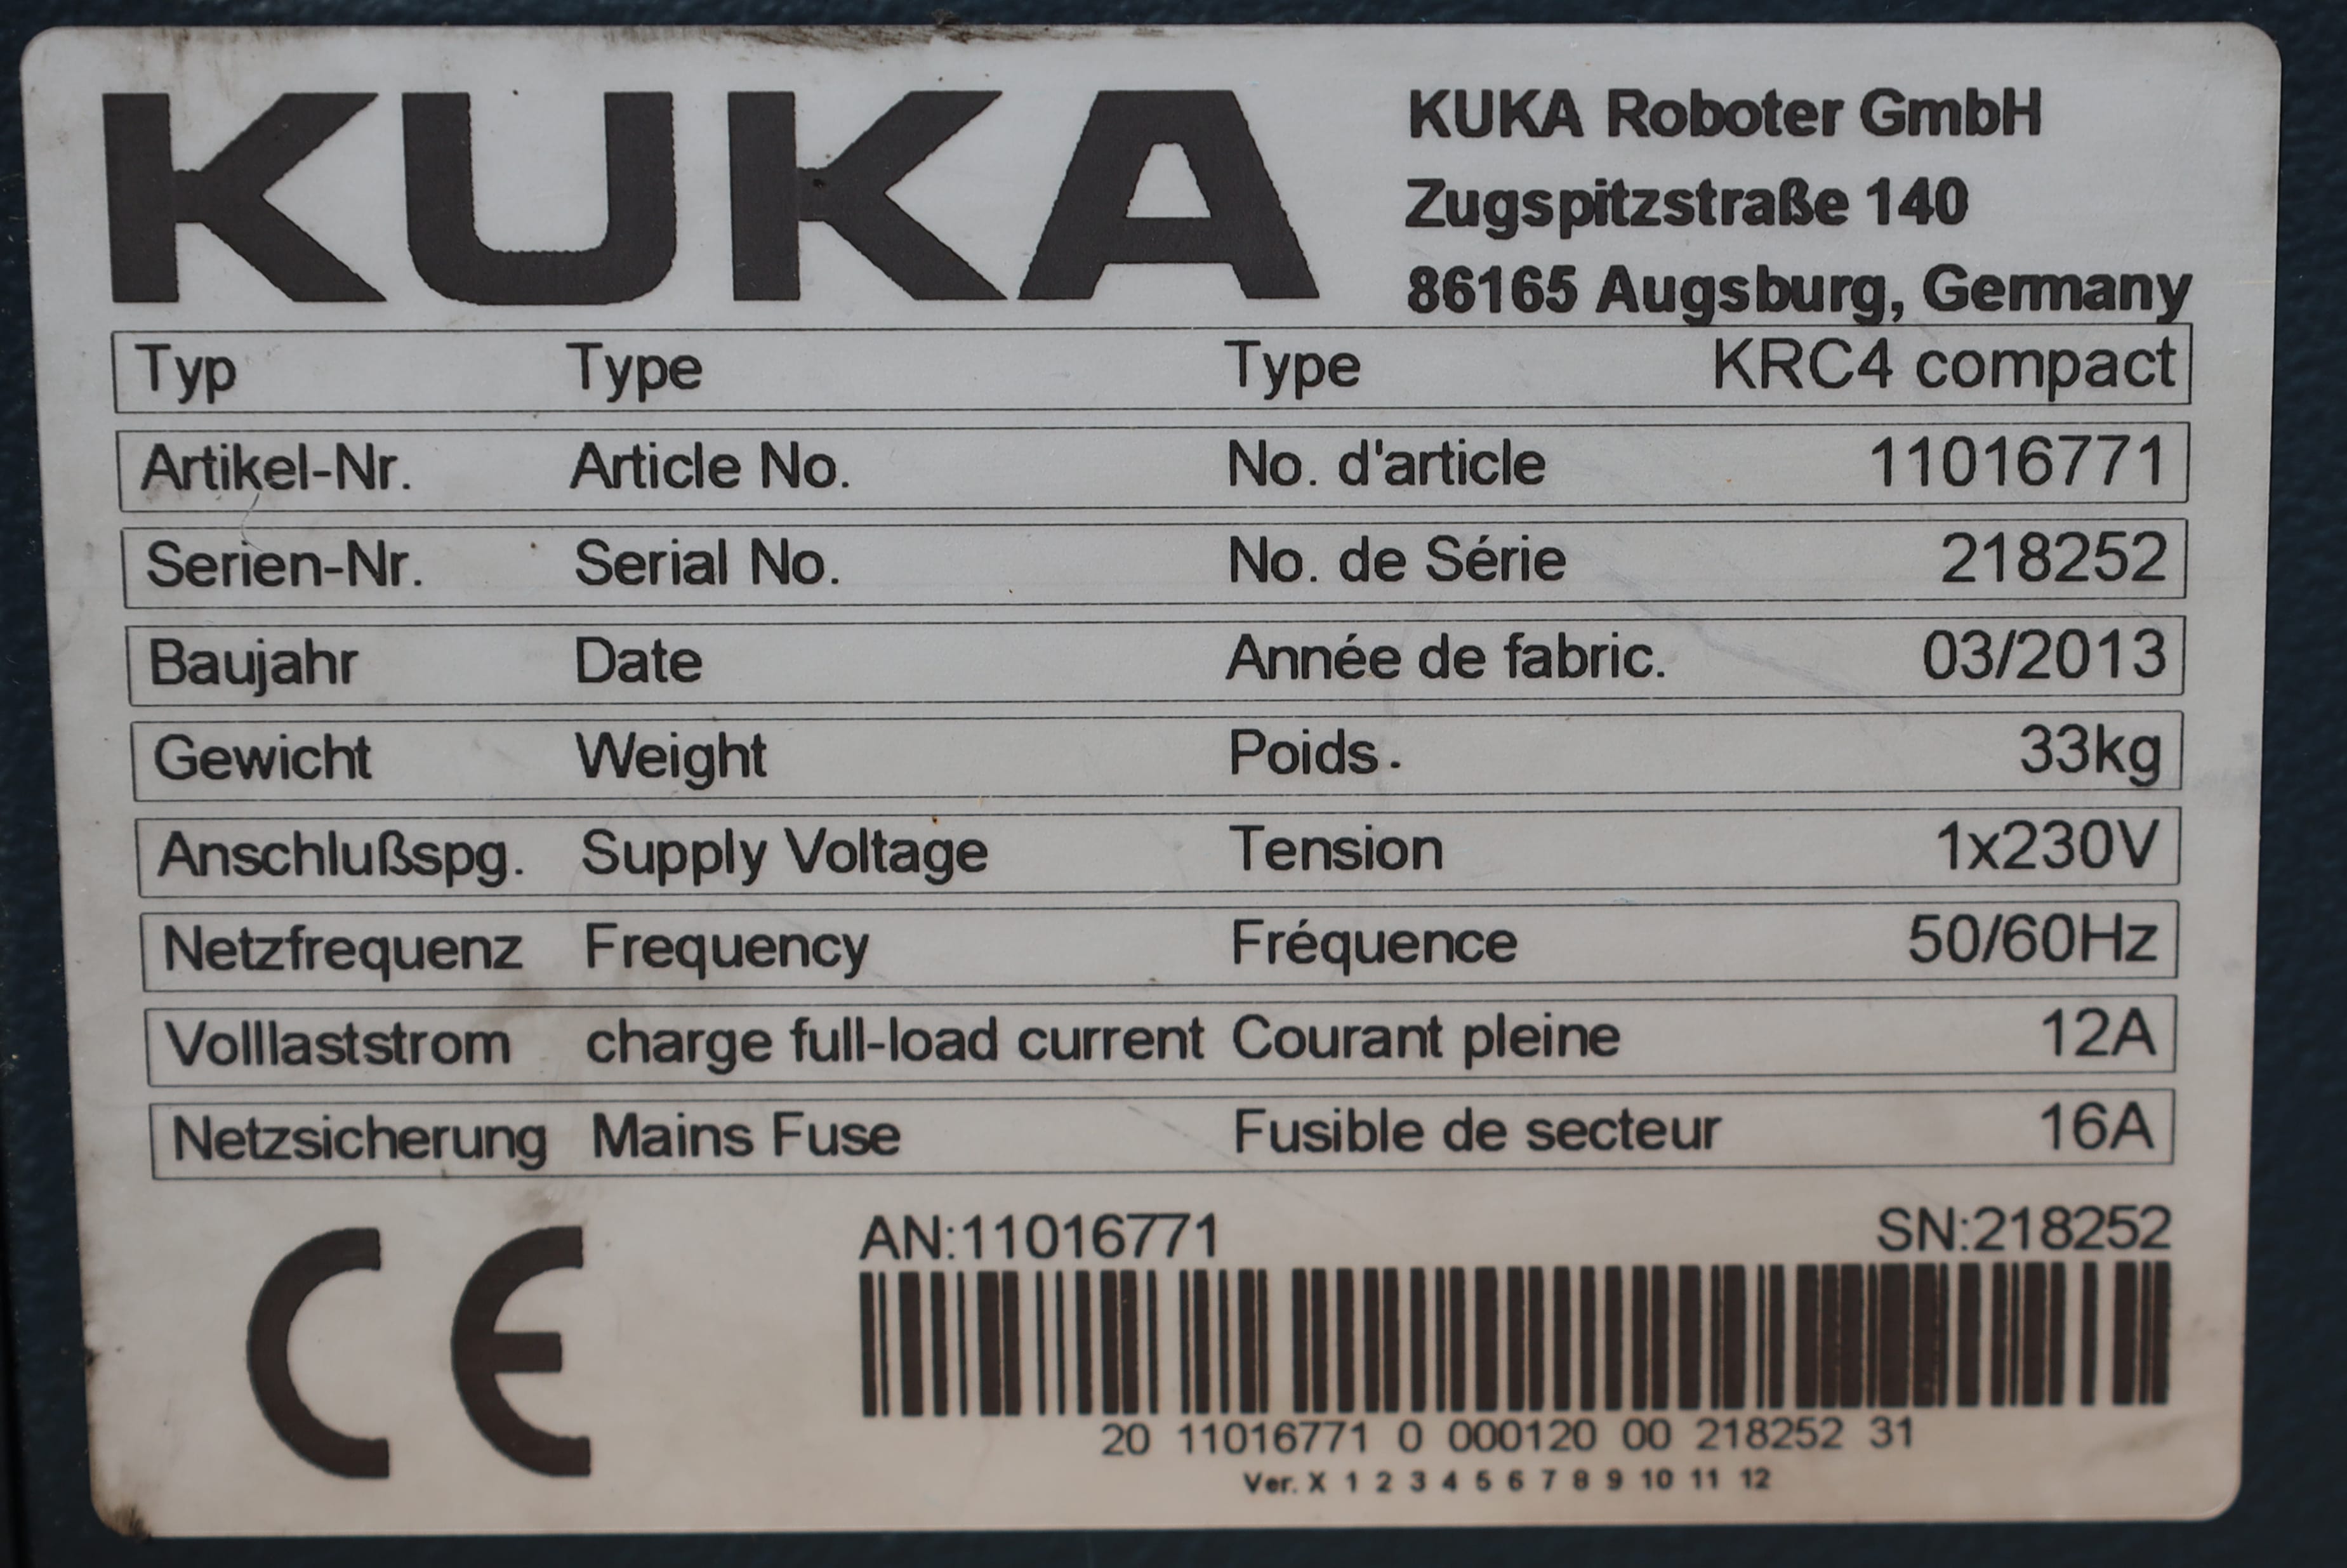 KUKA
KUKA Roboter GmbH
Zugspitzstraße 140
86165 Augsburg, Germany
Typ Type Type KRC4 compact
Artikel-Nr. Article No. No. d'article 11016771
Serien-Nr. Serial No. No. de Série 218252
Baujahr Date Année de fabric. 03/2013
Gewicht Weight Poids. 33kg
Anschlußspg. Supply Voltage Tension 1x230V
Netzfrequenz Frequency Fréquence 50/60Hz
Volllaststrom charge full-load current Courant pleine 12A
Netzsicherung Mains Fuse Fusible de secteur 16A
CE
AN:11016771 SN:218252
20 11016771 0 000120 00 218252 31
Ver. X 1 2 3 4 5 6 7 8 9 10 11 12